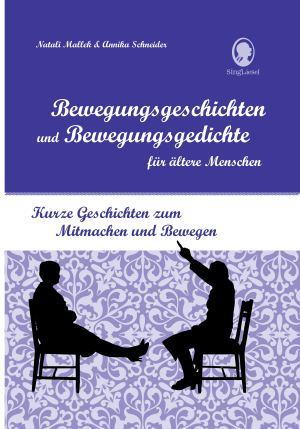 Natali Mallek & Annika Schneider
SingLiesel
Bewegungsgeschichten
und Bewegungsgedichte
für ältere Menschen
Kurze Geschichten zum
Mitmachen und Bewegen